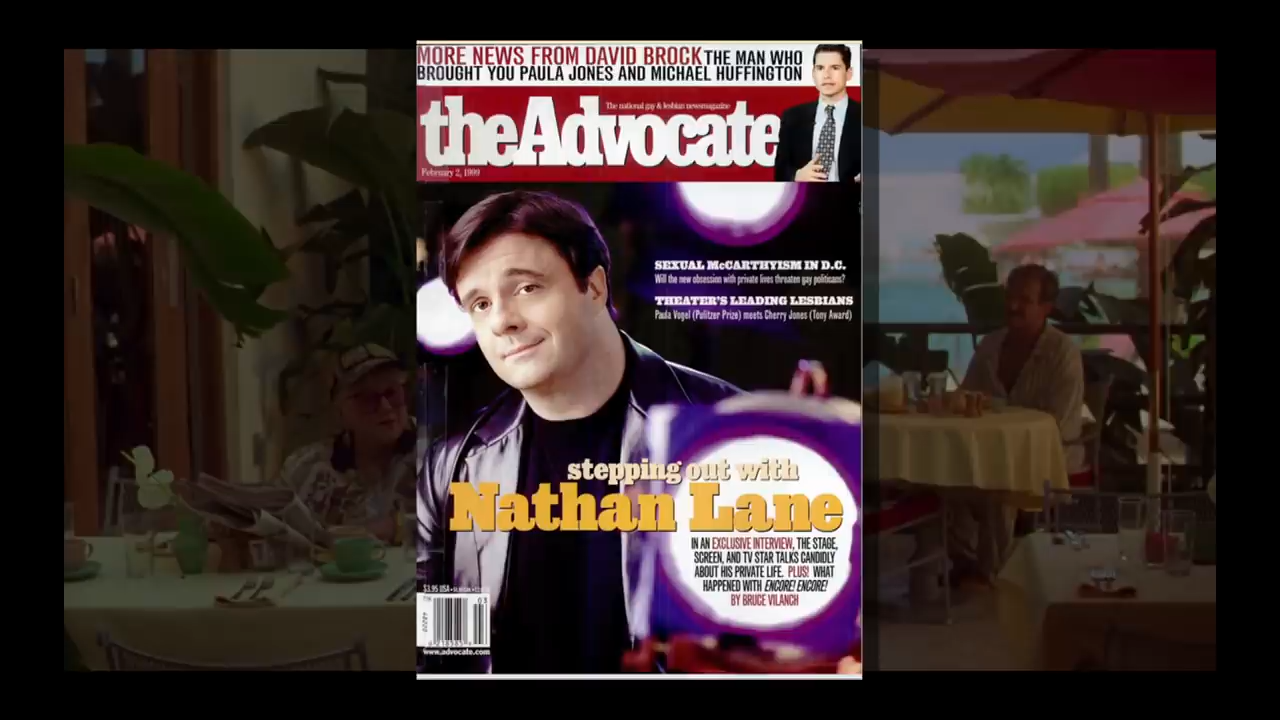 MORE NEWS FROM DAVID BROCK THE MAN WHO
BROUGHT YOU PAULA JONES AND MICHAEL HUFFINGTON
The national gay & lesbian newsmagazine
theAdvocate
February 2, 1999
SEXUAL McCARTHYISM IN D.C.
Will the new obsession with private lives threaten gay politicians?
THEATER'S LEADING LESBIANS
Paula Vogel (Pulitzer Prize) meets Cherry Jones (Tony Award)
stepping out with
Nathan Lane
IN AN EXCLUSIVE INTERVIEW, THE STAGE,
SCREEN, AND TV STAR TALKS CANDIDLY
ABOUT HIS PRIVATE LIFE. PLUS! WHAT
HAPPENED WITH ENCORE! ENCORE!
BY BRUCE VILANCH
$3.95 USA
03
www.advocate.com